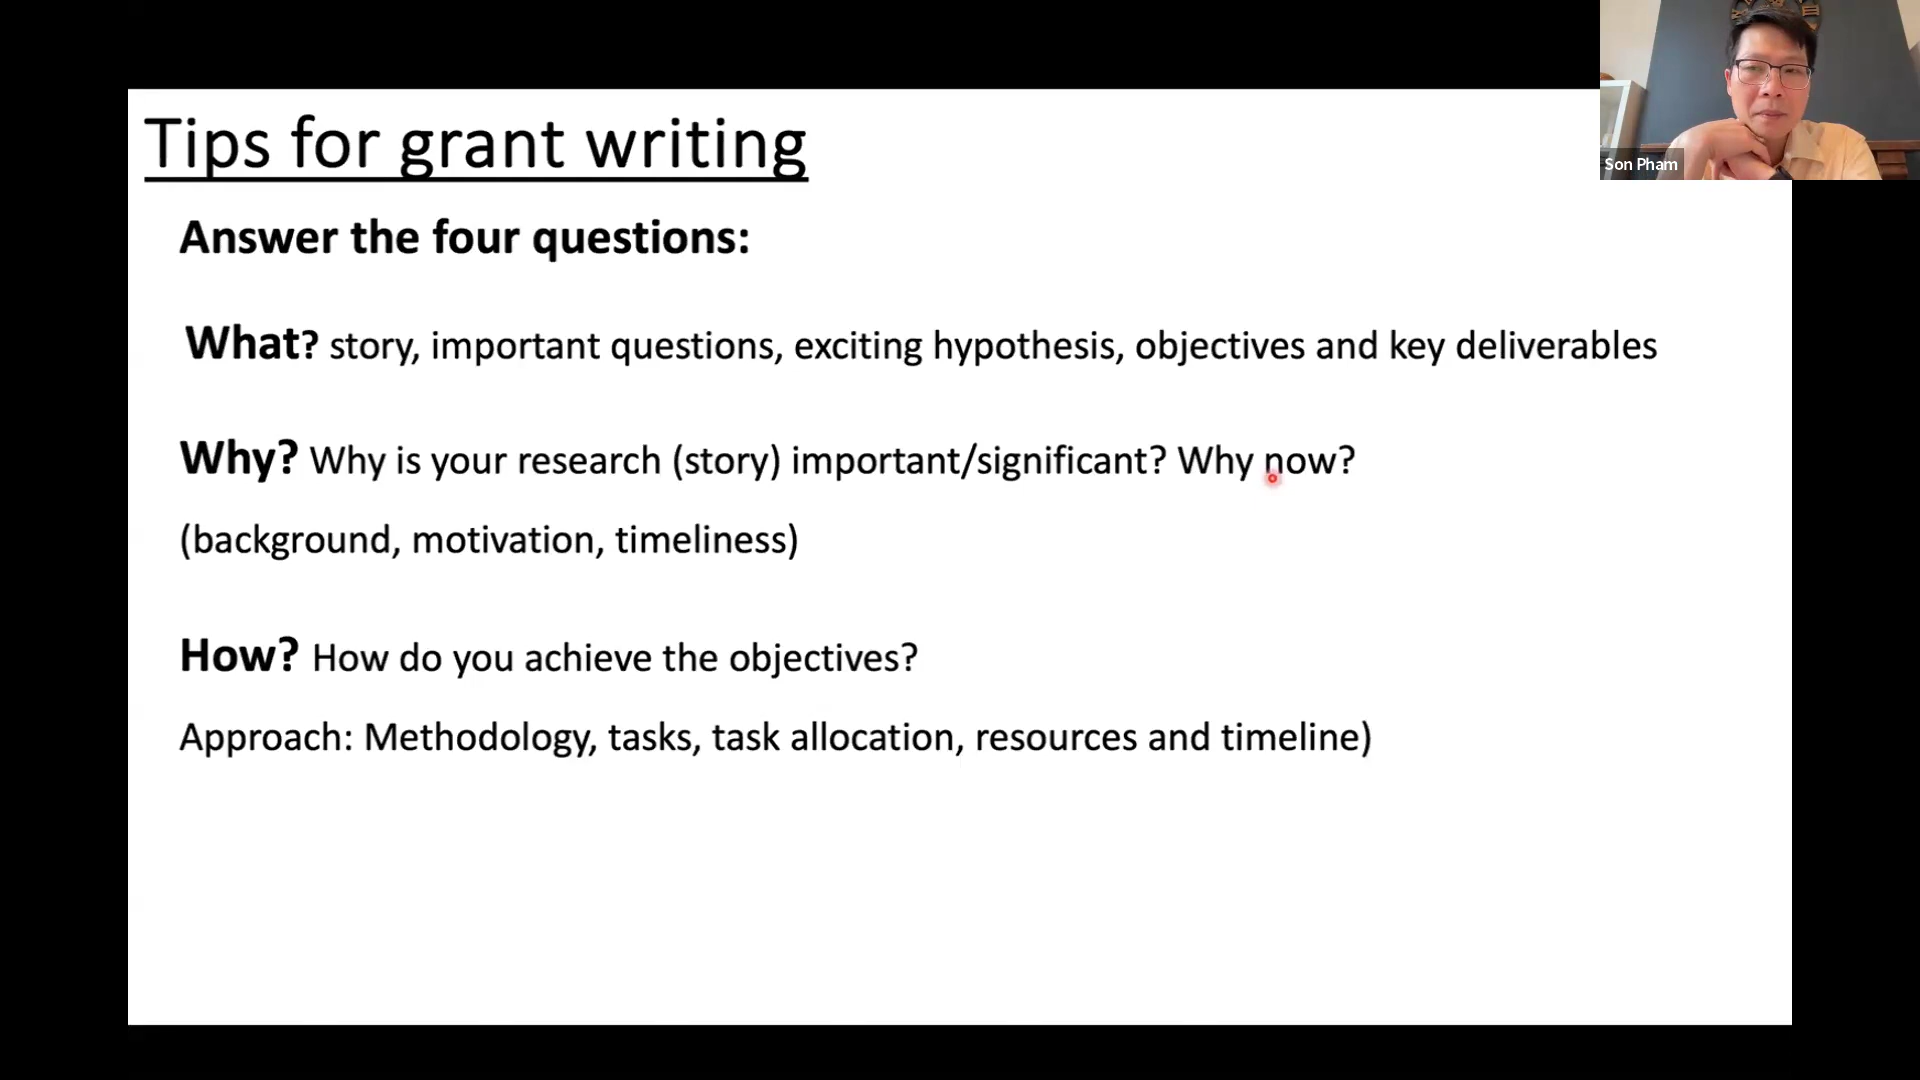 Tips for grant writing
Answer the four questions:
What? story, important questions, exciting hypothesis, objectives and key deliverables
Why? Why is your research (story) important/significant? Why now?
(background, motivation, timeliness)
How? How do you achieve the objectives?
Approach: Methodology, tasks, task allocation, resources and timeline)
Son Pham